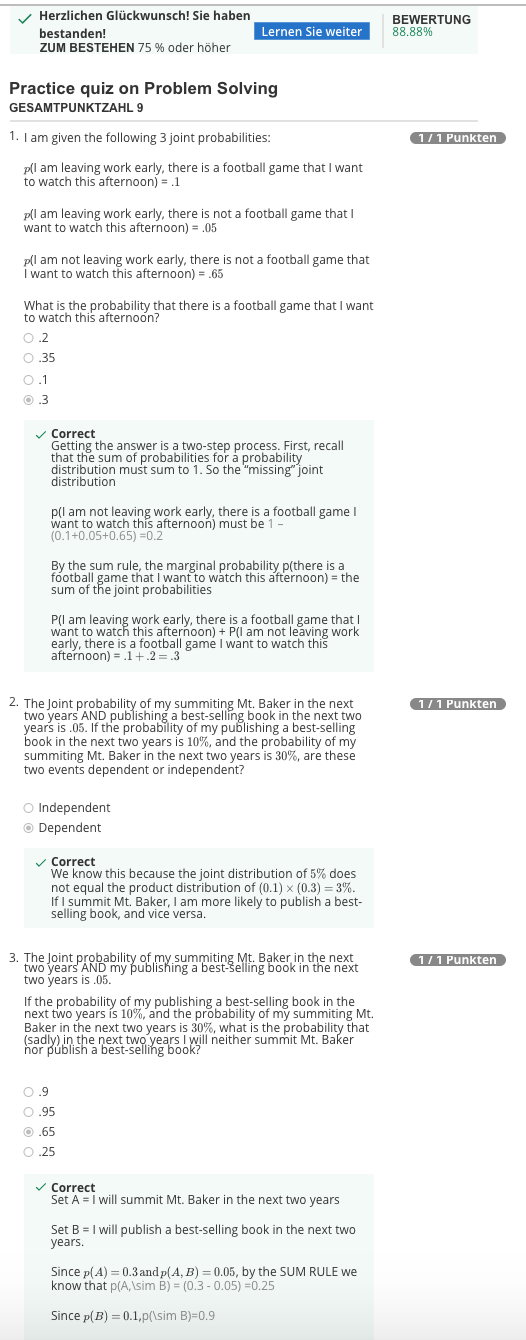 Herzlichen Glückwunsch! Sie haben
bestanden!
ZUM BESTEHEN 75 % oder höher
Lernen Sie weiter
BEWERTUNG
88.88%
Practice quiz on Problem Solving
GESAMTPUNKTZAHL 9
1. I am given the following 3 joint probabilities:
1 / 1 Punkten
p(I am leaving work early, there is a football game that I want
to watch this afternoon) = .1
p(I am leaving work early, there is not a football game that I
want to watch this afternoon) = .05
p(I am not leaving work early, there is not a football game that
I want to watch this afternoon) = .65
What is the probability that there is a football game that I want
to watch this afternoon?
.2
.35
.1
.3
Correct
Getting the answer is a two-step process. First, recall
that the sum of probabilities for a probability
distribution must sum to 1. So the “missing” joint
distribution
p(I am not leaving work early, there is a football game I
want to watch this afternoon) must be 1 –
(0.1+0.05+0.65) =0.2
By the sum rule, the marginal probability p(there is a
football game that I want to watch this afternoon) = the
sum of the joint probabilities
P(I am leaving work early, there is a football game that I
want to watch this afternoon) + P(I am not leaving work
early, there is a football game I want to watch this
afternoon) = .1 + .2 = .3
2. The Joint probability of my summiting Mt. Baker in the next
1 / 1 Punkten
two years AND publishing a best-selling book in the next two
years is .05. If the probability of my publishing a best-selling
book in the next two years is 10%, and the probability of my
summiting Mt. Baker in the next two years is 30%, are these
two events dependent or independent?
Independent
Dependent
Correct
We know this because the joint distribution of 5% does
not equal the product distribution of (0.1) × (0.3) = 3%.
If I summit Mt. Baker, I am more likely to publish a best-
selling book, and vice versa.
3. The Joint probability of my summiting Mt. Baker in the next
1 / 1 Punkten
two years AND my publishing a best-selling book in the next
two years is .05.
If the probability of my publishing a best-selling book in the
next two years is 10%, and the probability of my summiting Mt.
Baker in the next two years is 30%, what is the probability that
(sadly) in the next two years I will neither summit Mt. Baker
nor publish a best-selling book?
.9
.95
.65
.25
Correct
Set A = I will summit Mt. Baker in the next two years
Set B = I will publish a best-selling book in the next two
years.
Since p(A) = 0.3andp(A, B) = 0.05, by the SUM RULE we
know that p(A,\sim B) = (0.3 - 0.05) =0.25
Since p(B) = 0.1,p(\sim B)=0.9